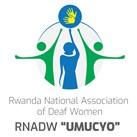 Rwanda National Association
of Deaf Women
RNADW "UMUCYO"